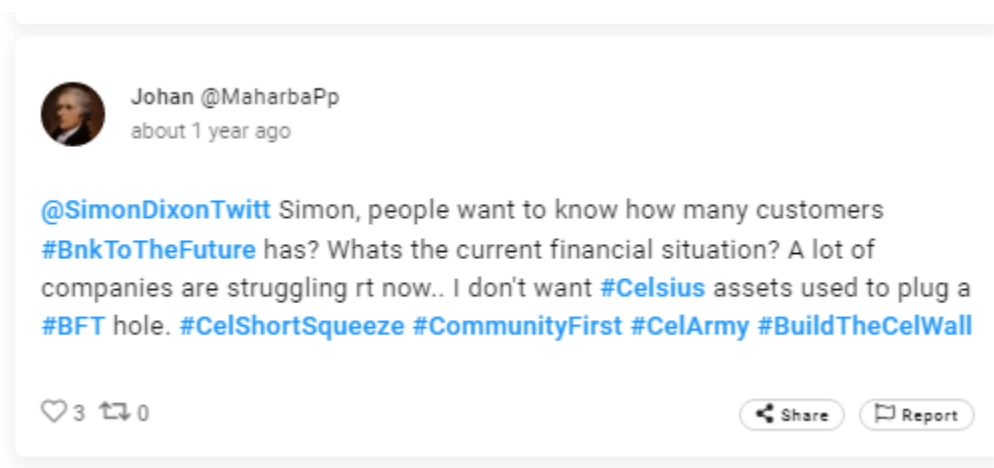 Johan @MaharbaPp
about 1 year ago
@SimonDixonTwitt Simon, people want to know how many customers
#BnkToTheFuture has? Whats the current financial situation? A lot of
companies are struggling rt now.. I don't want #Celsius assets used to plug a
#BFT hole. #CelShortSqueeze #CommunityFirst #CelArmy #BuildTheCelWall
3 0 Share Report